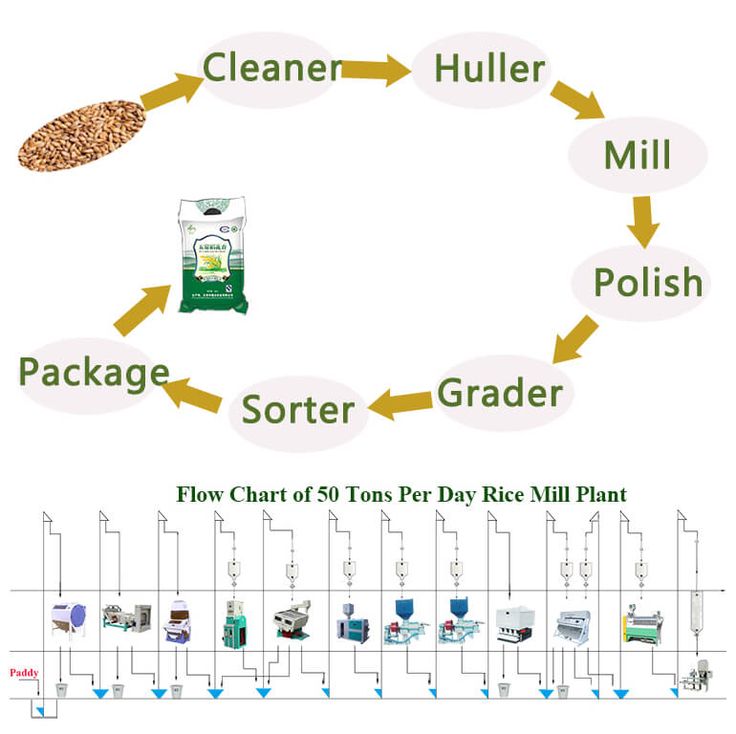 Cleaner
Huller
Mill
Polish
Grader
Sorter
Package
Flow Chart of 50 Tons Per Day Rice Mill Plant
Paddy